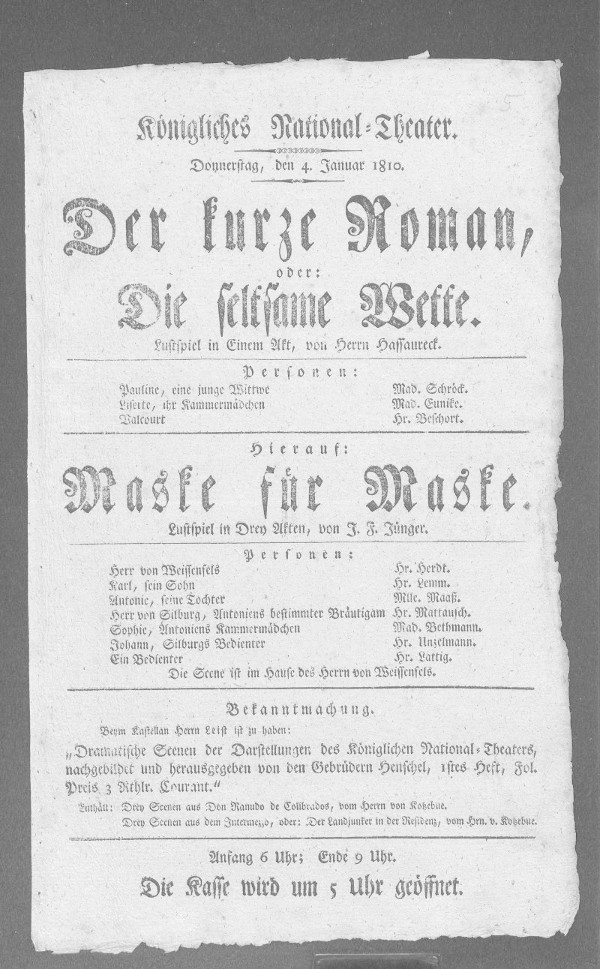 Königliches National-Theater.
Donnerstag, den 4. Januar 1810.
Der kurze Roman,
oder:
Die seltsame Wette.
Lustspiel in Einem Akt, von Herrn Hassaureck.
Personen:
Pauline, eine junge Wittwe Mad. Schröck.
Lisette, ihr Kammermädchen Mad. Eunike.
Valcourt Hr. Beschort.
Hierauf:
Maske für Maske.
Lustspiel in Drey Akten, von J. F. Jünger.
Personen:
Herr von Weissenfels Hr. Herdt.
Karl, sein Sohn Hr. Lemm.
Antonie, seine Tochter Mlle. Maaß.
Herr von Silburg, Antoniens bestimmter Bräutigam Hr. Mattausch.
Sophie, Antoniens Kammermädchen Mad. Bethmann.
Johann, Silburgs Bedienter Hr. Unzelmann.
Ein Bedienter Hr. Lattig.
Die Scene ist im Hause des Herrn von Weissenfels.
Bekanntmachung.
Beym Kastellan Herrn Leist ist zu haben:
„Dramatische Scenen der Darstellungen des Königlichen National-Theaters,
nachgebildet und herausgegeben von den Gebrüdern Henschel, 1stes Heft, Fol.
Preis 3 Rthlr. Courant.“
Enthält: Drey Scenen aus Don Ranudo de Colibrados, vom Herrn von Kotzebue.
Drey Scenen aus dem Intermezzo, oder: Der Landjunker in der Residenz, vom Hrn. v. Kotzebue.
Anfang 6 Uhr; Ende 9 Uhr.
Die Kasse wird um 5 Uhr geöffnet.